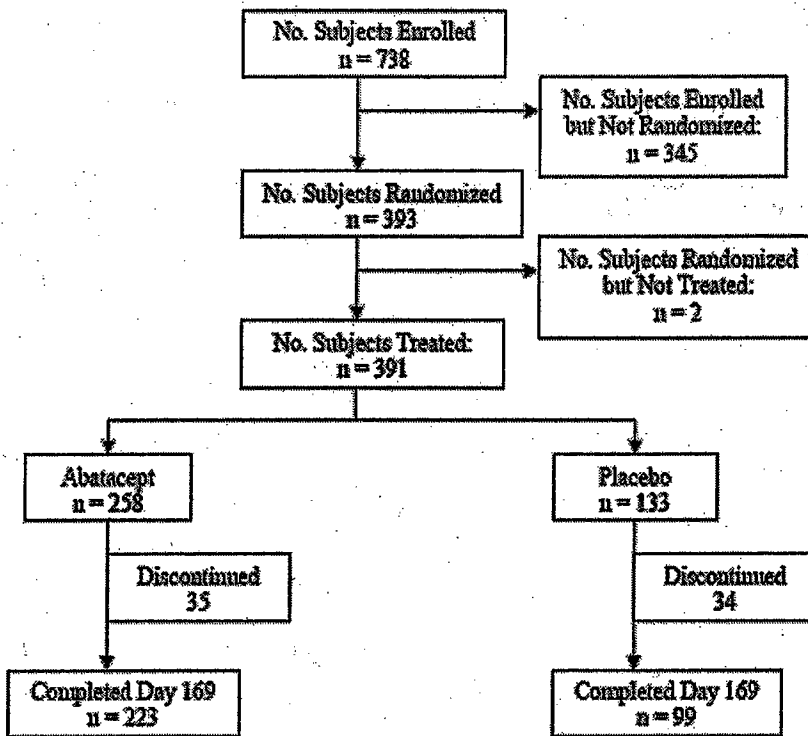 No. Subjects Enrolled
n = 738
No. Subjects Enrolled
but Not Randomized:
n = 345
No. Subjects Randomized
n = 393
No. Subjects Randomized
but Not Treated:
n = 2
No. Subjects Treated:
n = 391
Abatacept
n = 258
Placebo
n = 133
Discontinued
35
Discontinued
34
Completed Day 169
n = 223
Completed Day 169
n = 99